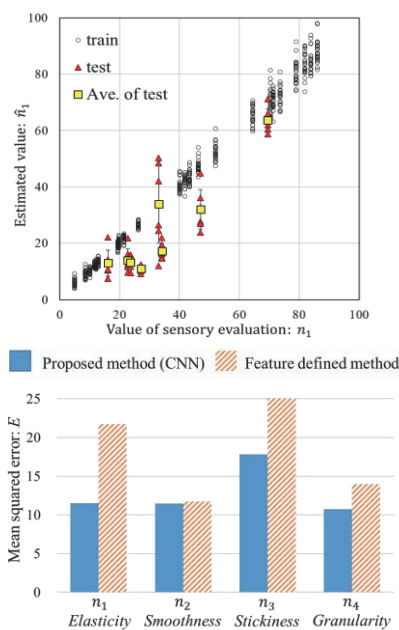 100
80
60
40
20
0
Estimated value: n̂₁
train
test
Ave. of test
0 20 40 60 80 100
Value of sensory evaluation: n₁
Proposed method (CNN) Feature defined method
25
20
15
10
5
0
Mean squared error: E
n₁ n₂ n₃ n₄
Elasticity Smoothness Stickiness Granularity